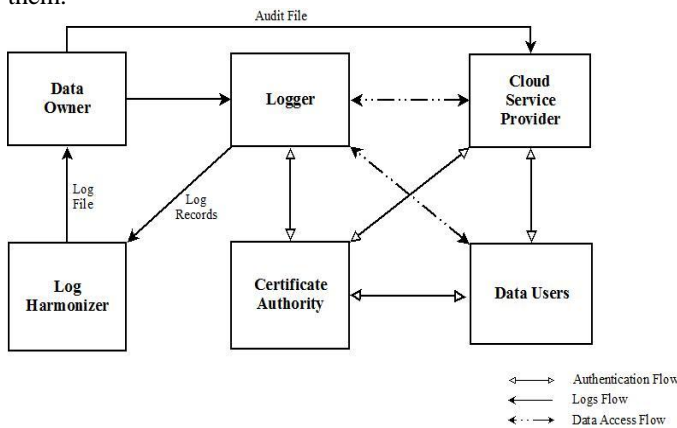 them.
Audit File
Data
Owner
Logger
Cloud
Service
Provider
Log
File
Log
Records
Log
Harmonizer
Certificate
Authority
Data Users
Authentication Flow
Logs Flow
Data Access Flow